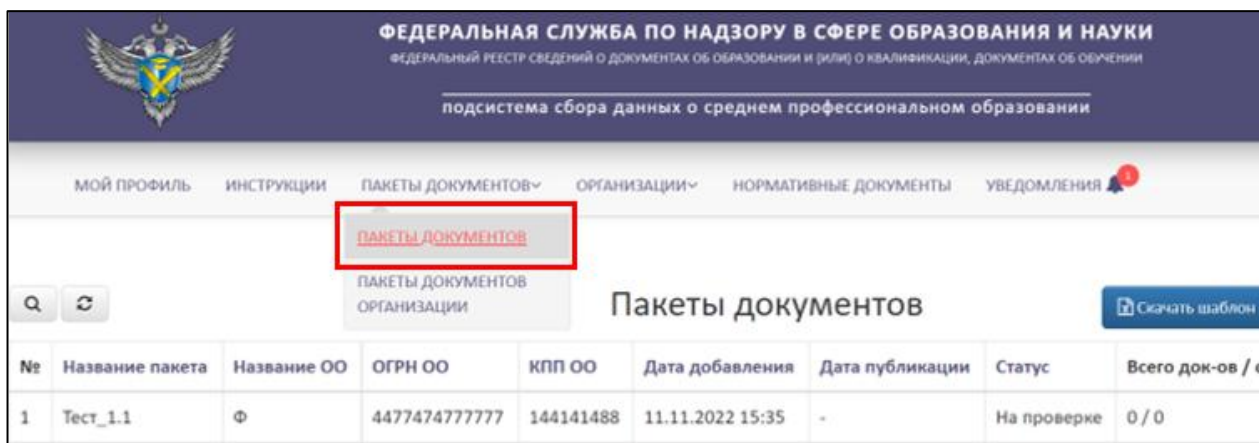 ФЕДЕРАЛЬНАЯ СЛУЖБА ПО НАДЗОРУ В СФЕРЕ ОБРАЗОВАНИЯ И НАУКИ
ФЕДЕРАЛЬНЫЙ РЕЕСТР СВЕДЕНИЙ О ДОКУМЕНТАХ ОБ ОБРАЗОВАНИИ И (ИЛИ) О КВАЛИФИКАЦИИ, ДОКУМЕНТАХ ОБ ОБУЧЕНИИ
подсистема сбора данных о среднем профессиональном образовании
МОЙ ПРОФИЛЬ ИНСТРУКЦИИ ПАКЕТЫ ДОКУМЕНТОВ ОРГАНИЗАЦИИ НОРМАТИВНЫЕ ДОКУМЕНТЫ УВЕДОМЛЕНИЯ 1
ПАКЕТЫ ДОКУМЕНТОВ
ПАКЕТЫ ДОКУМЕНТОВ
ОРГАНИЗАЦИИ
Пакеты документов
Скачать шаблон
№ Название пакета Название ОО ОГРН ОО КПП ОО Дата добавления Дата публикации Статус Всего док-ов /
1 Тест_1.1 Ф 4477474777777 144141488 11.11.2022 15:35 - На проверке 0 / 0